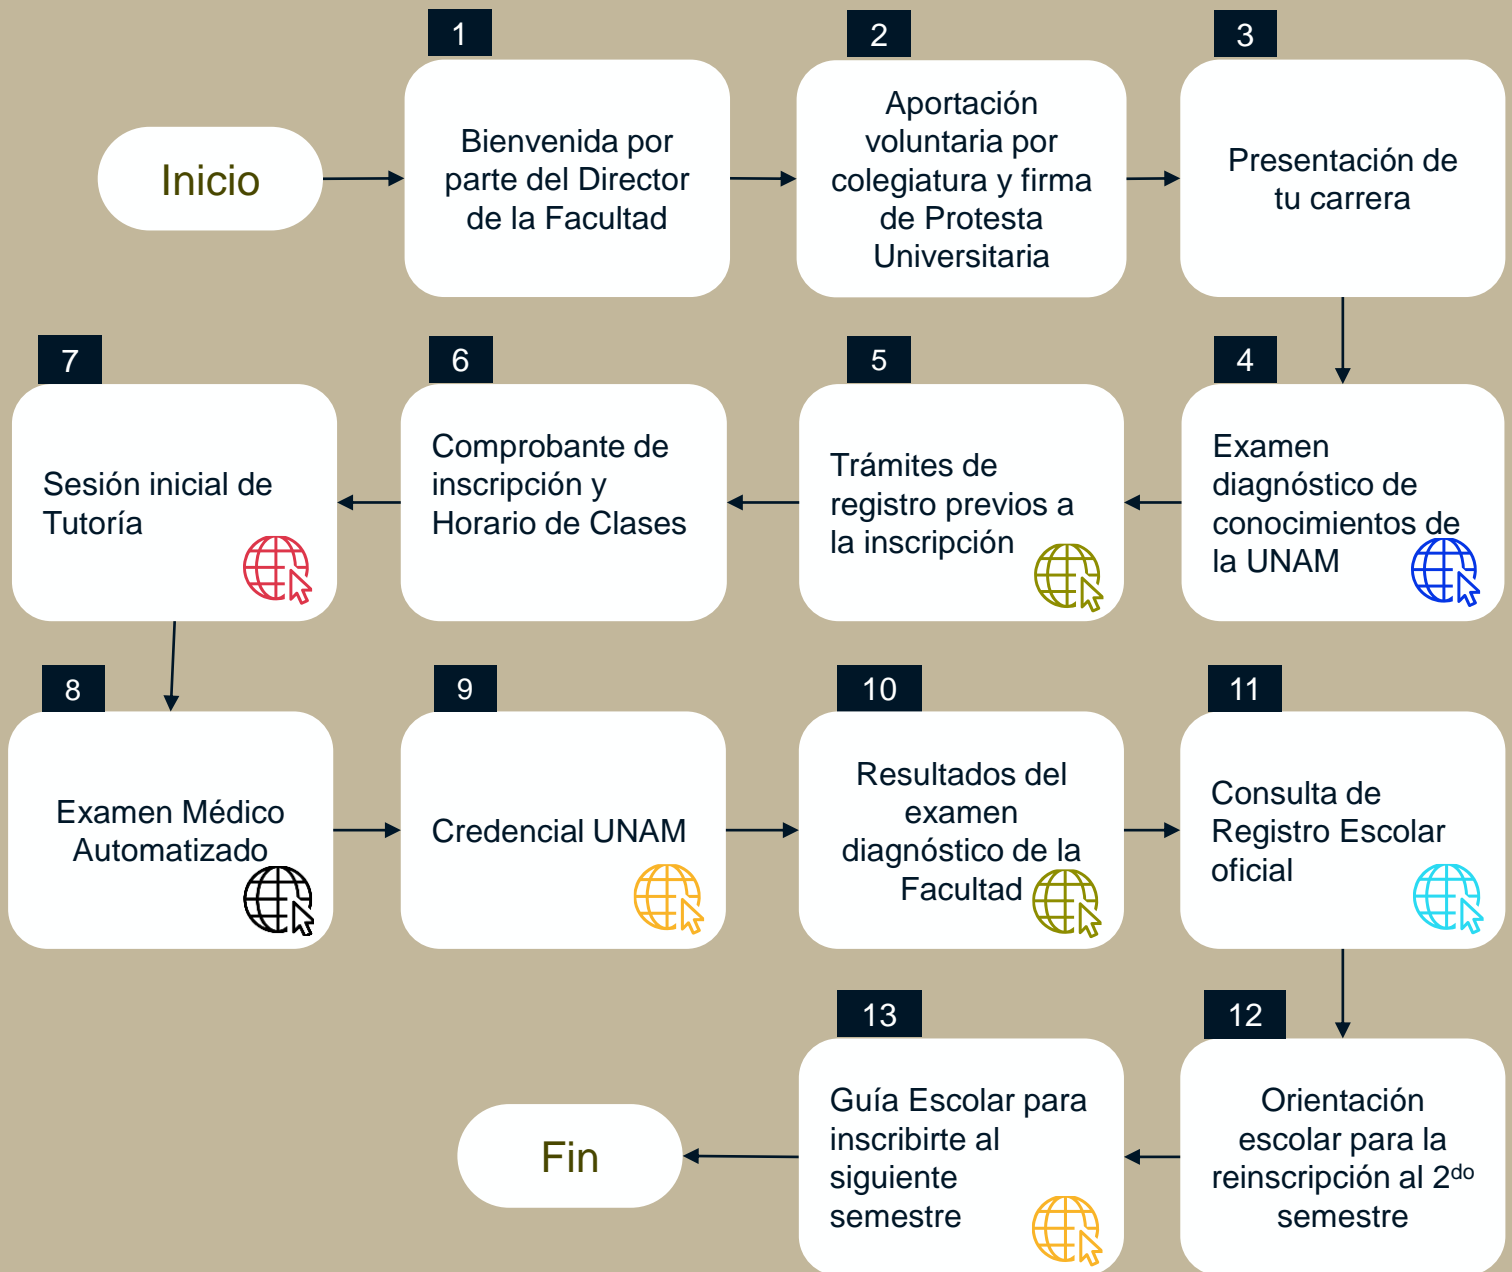 Inicio
1
Bienvenida por
parte del Director
de la Facultad
2
Aportación
voluntaria por
colegiatura y firma
de Protesta
Universitaria
3
Presentación de
tu carrera
4
Examen
diagnóstico de
conocimientos de
la UNAM
5
Trámites de
registro previos a
la inscripción
6
Comprobante de
inscripción y
Horario de Clases
7
Sesión inicial de
Tutoría
8
Examen Médico
Automatizado
9
Credencial UNAM
10
Resultados del
examen
diagnóstico de la
Facultad
11
Consulta de
Registro Escolar
oficial
12
Orientación
escolar para la
reinscripción al 2do
semestre
13
Guía Escolar para
inscribirte al
siguiente
semestre
Fin